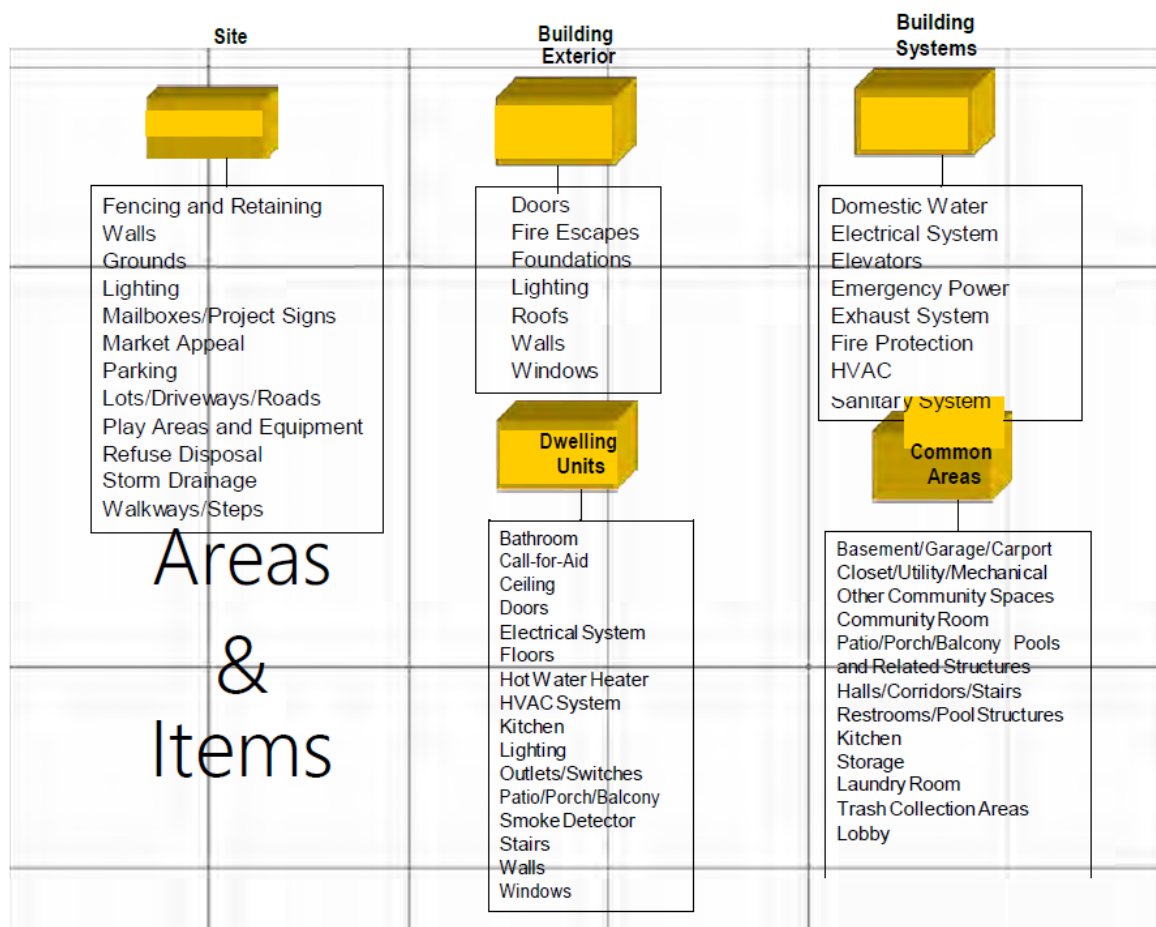 Site
Fencing and Retaining
Walls
Grounds
Lighting
Mailboxes/Project Signs
Market Appeal
Parking
Lots/Driveways/Roads
Play Areas and Equipment
Refuse Disposal
Storm Drainage
Walkways/Steps
Areas
&
Items
Building
Exterior
Doors
Fire Escapes
Foundations
Lighting
Roofs
Walls
Windows
Dwelling
Units
Bathroom
Call-for-Aid
Ceiling
Doors
Electrical System
Floors
Hot Water Heater
HVAC System
Kitchen
Lighting
Outlets/Switches
Patio/Porch/Balcony
Smoke Detector
Stairs
Walls
Windows
Building
Systems
Domestic Water
Electrical System
Elevators
Emergency Power
Exhaust System
Fire Protection
HVAC
Sanitary System
Common
Areas
Basement/Garage/Carport
Closet/Utility/Mechanical
Other Community Spaces
Community Room
Patio/Porch/Balcony Pools
and Related Structures
Halls/Corridors/Stairs
Restrooms/Pool Structures
Kitchen
Storage
Laundry Room
Trash Collection Areas
Lobby